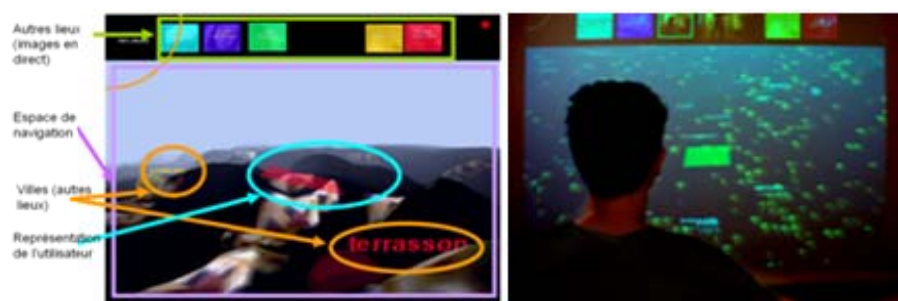 Autres lieux
(images en
direct)
Espace de
navigation
Villes (autres
lieux)
Représentation
de l'utilisateur
terrasson